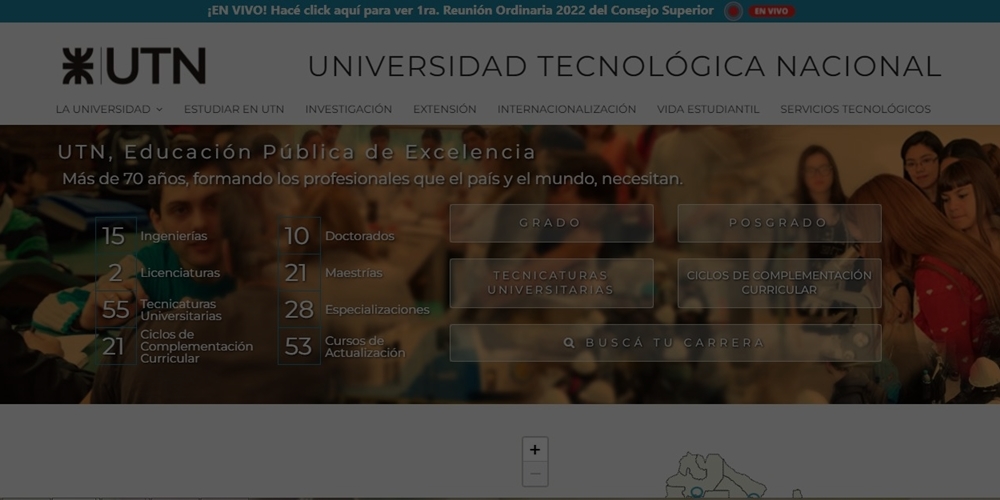 ¡EN VIVO! Hacé click aquí para ver 1ra. Reunión Ordinaria 2022 del Consejo Superior EN VIVO
UTN
UNIVERSIDAD TECNOLÓGICA NACIONAL
LA UNIVERSIDAD ESTUDIAR EN UTN INVESTIGACIÓN EXTENSIÓN INTERNACIONALIZACIÓN VIDA ESTUDIANTIL SERVICIOS TECNOLÓGICOS
UTN, Educación Pública de Excelencia
Más de 70 años, formando los profesionales que el país y el mundo, necesitan.
15 Ingenierías
2 Licenciaturas
55 Tecnicaturas
Universitarias
21 Ciclos de
Complementación
Curricular
10 Doctorados
21 Maestrías
28 Especializaciones
53 Cursos de
Actualización
GRADO
POSGRADO
TECNICATURAS
UNIVERSITARIAS
CICLOS DE COMPLEMENTACIÓN
CURRICULAR
BUSCÁ TU CARRERA
+
−